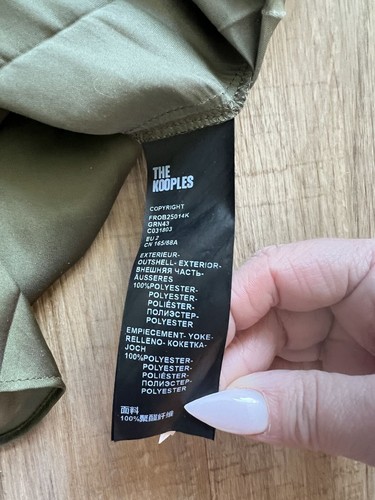 THE
KOOPLES
COPYRIGHT
FROB25014K
GRN43
C031803
EU 2
CN 165/88A
EXTERIEUR-
OUTSHELL- EXTERIOR-
ВНЕШНЯЯ ЧАСТЬ-
ÄUSSERES
100%POLYESTER-
POLYESTER-
POLIÉSTER-
ПОЛИЭСТЕР-
POLYESTER
EMPIECEMENT- YOKE-
RELLENO- KOKETKA-
JOCH
100%POLYESTER-
POLYESTER-
POLIÉSTER-
ПОЛИЭСТЕР-
POLYESTER
面料
100%聚酯纤维